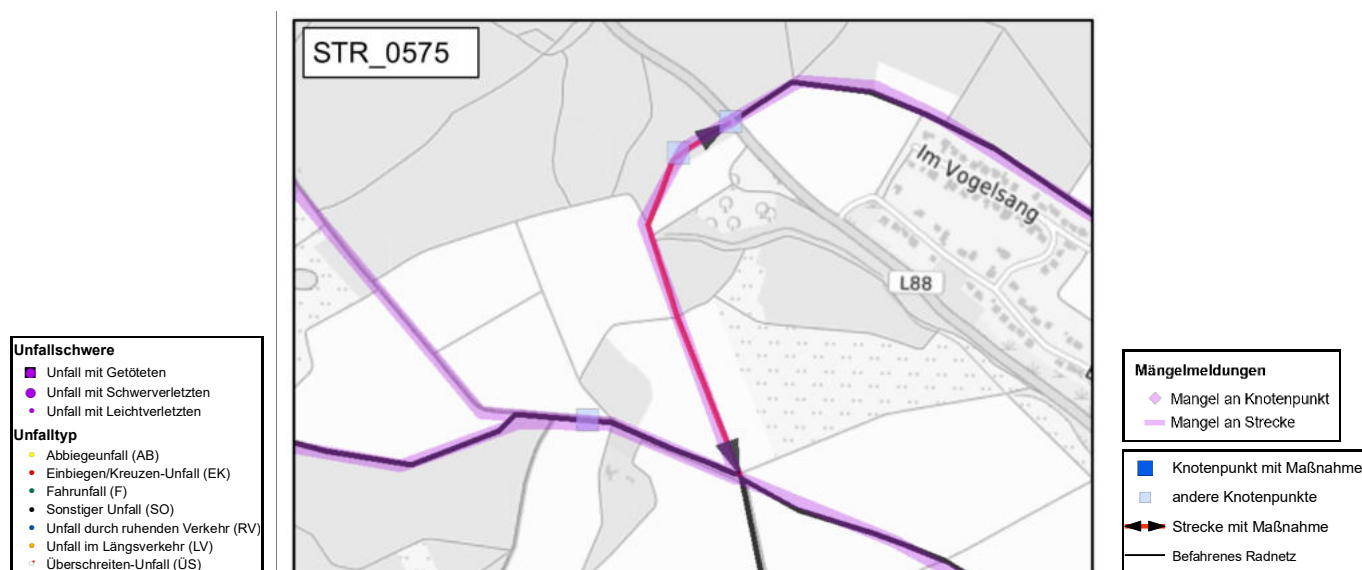 STR_0575
Im Vogelsang
L88
Unfallschwere
Unfall mit Getöteten
Unfall mit Schwerverletzten
Unfall mit Leichtverletzten
Unfalltyp
Abbiegeunfall (AB)
Einbiegen/Kreuzen-Unfall (EK)
Fahrunfall (F)
Sonstiger Unfall (SO)
Unfall durch ruhenden Verkehr (RV)
Unfall im Längsverkehr (LV)
Überschreiten-Unfall (ÜS)
Mängelmeldungen
Mangel an Knotenpunkt
Mangel an Strecke
Knotenpunkt mit Maßnahme
andere Knotenpunkte
Strecke mit Maßnahme
Befahrenes Radnetz